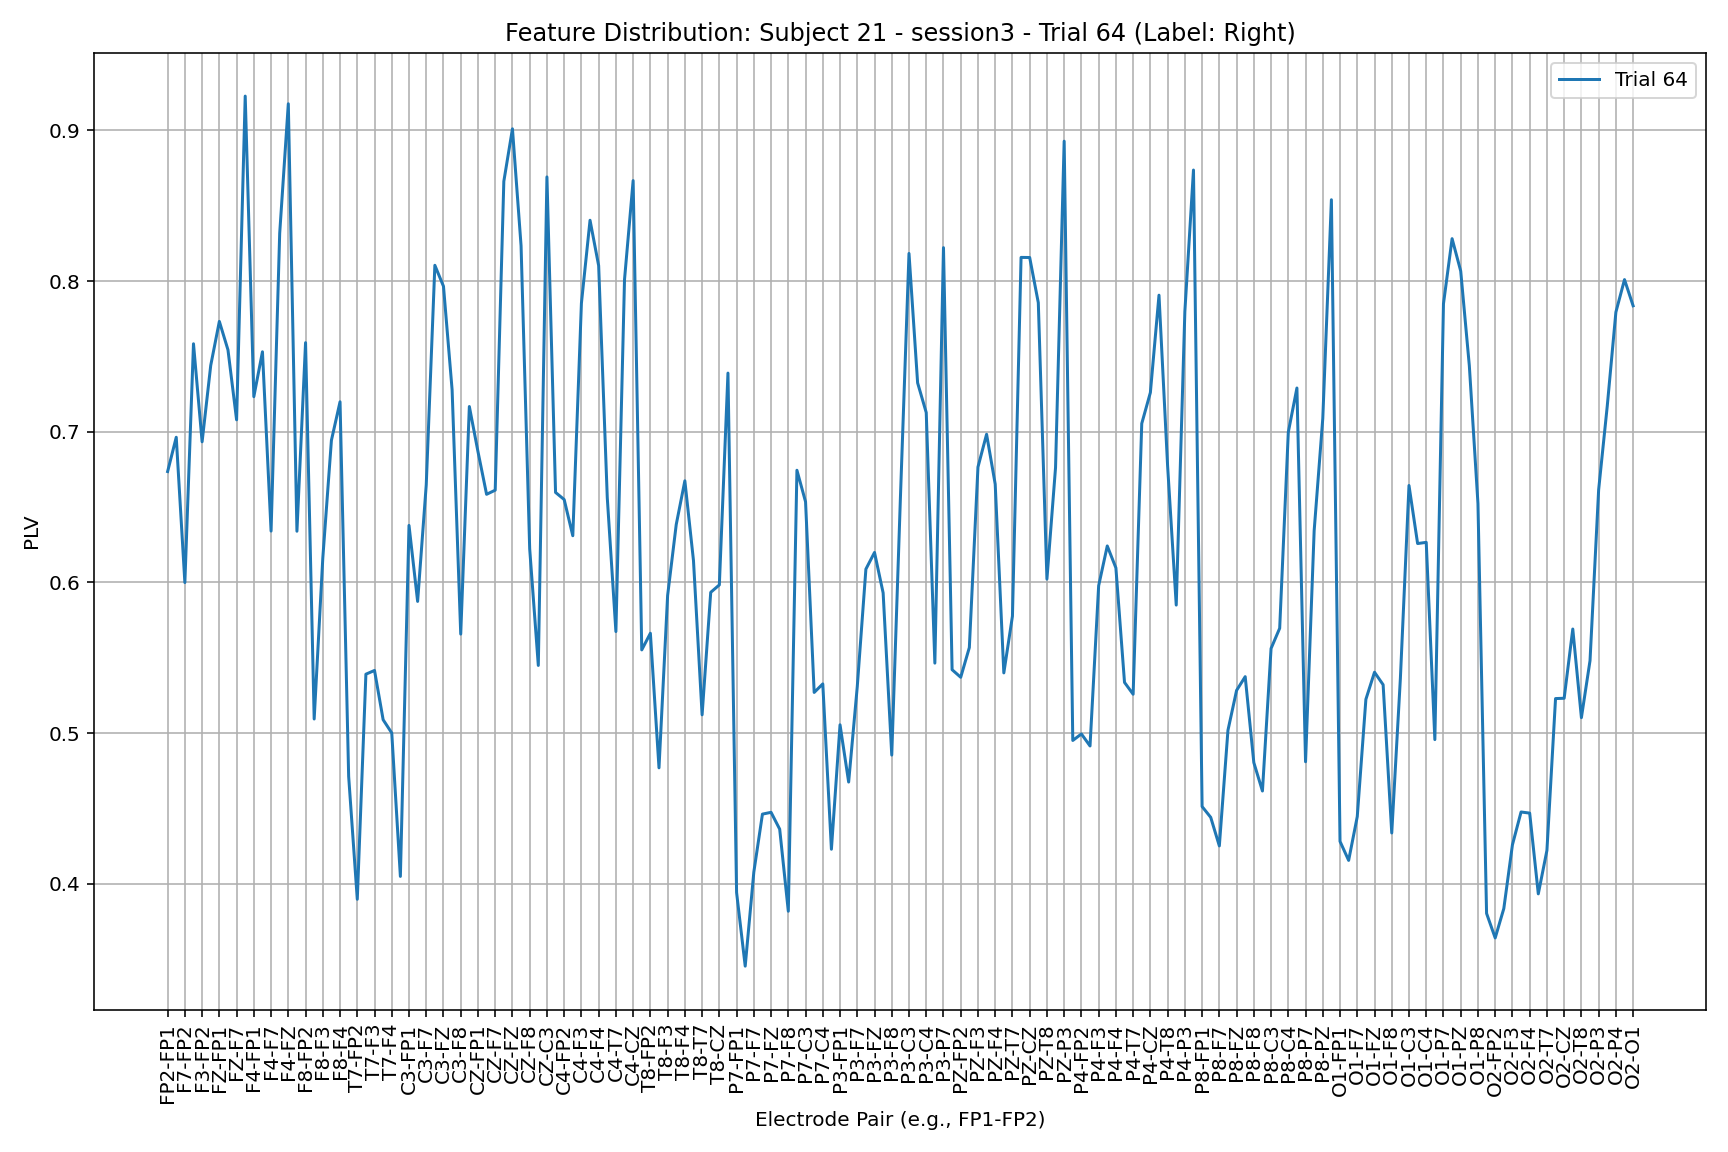 Feature Distribution: Subject 21 - session3 - Trial 64 (Label: Right)
Trial 64
PLV
0.9
0.8
0.7
0.6
0.5
0.4
FP2-FP1
F7-FP2
F3-FP2
FZ-FP1
FZ-F7
F4-FP1
F4-F7
F4-FZ
F8-FP2
F8-F3
F8-F4
T7-FP2
T7-F3
T7-F4
C3-FP1
C3-F7
C3-FZ
C3-F8
CZ-FP1
CZ-F7
CZ-FZ
CZ-F8
CZ-C3
C4-FP2
C4-F3
C4-F4
C4-T7
C4-CZ
T8-FP2
T8-F3
T8-F4
T8-T7
T8-CZ
P7-FP1
P7-F7
P7-FZ
P7-F8
P7-C3
P7-C4
P3-FP1
P3-F7
P3-FZ
P3-F8
P3-C3
P3-C4
P3-P7
PZ-FP2
PZ-F3
PZ-F4
PZ-T7
PZ-CZ
PZ-T8
PZ-P3
P4-FP2
P4-F3
P4-F4
P4-T7
P4-CZ
P4-T8
P4-P3
P8-FP1
P8-F7
P8-FZ
P8-F8
P8-C3
P8-C4
P8-P7
P8-PZ
O1-FP1
O1-F7
O1-FZ
O1-F8
O1-C3
O1-C4
O1-P7
O1-PZ
O1-P8
O2-FP2
O2-F3
O2-F4
O2-T7
O2-CZ
O2-T8
O2-P3
O2-P4
O2-O1
Electrode Pair (e.g., FP1-FP2)